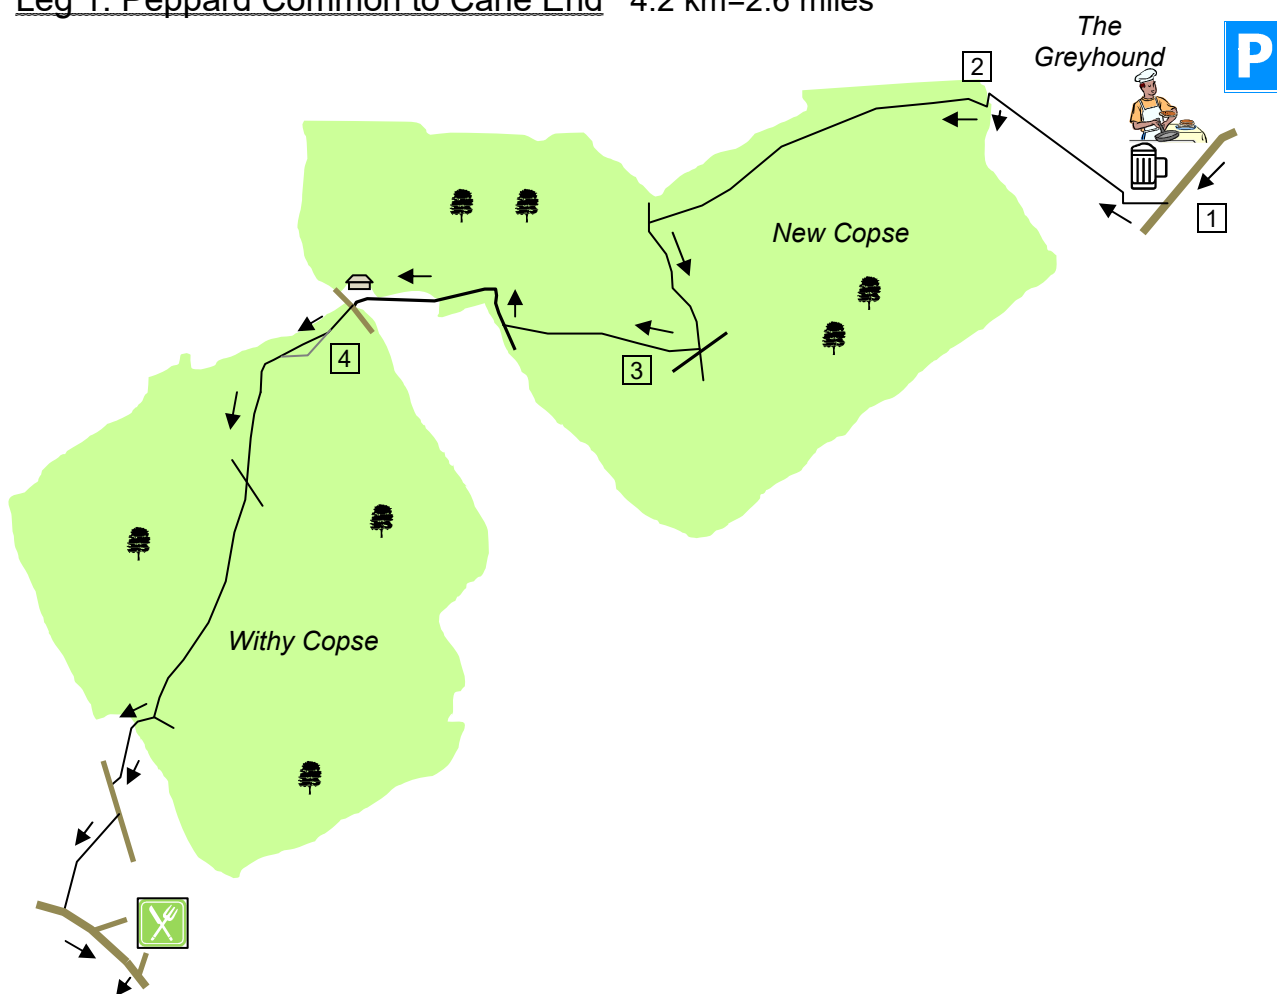 Leg 1: Peppard Common to Cane End 4.2 km=2.6 miles
The
Greyhound
P
2
1
New Copse
3
4
Withy Copse